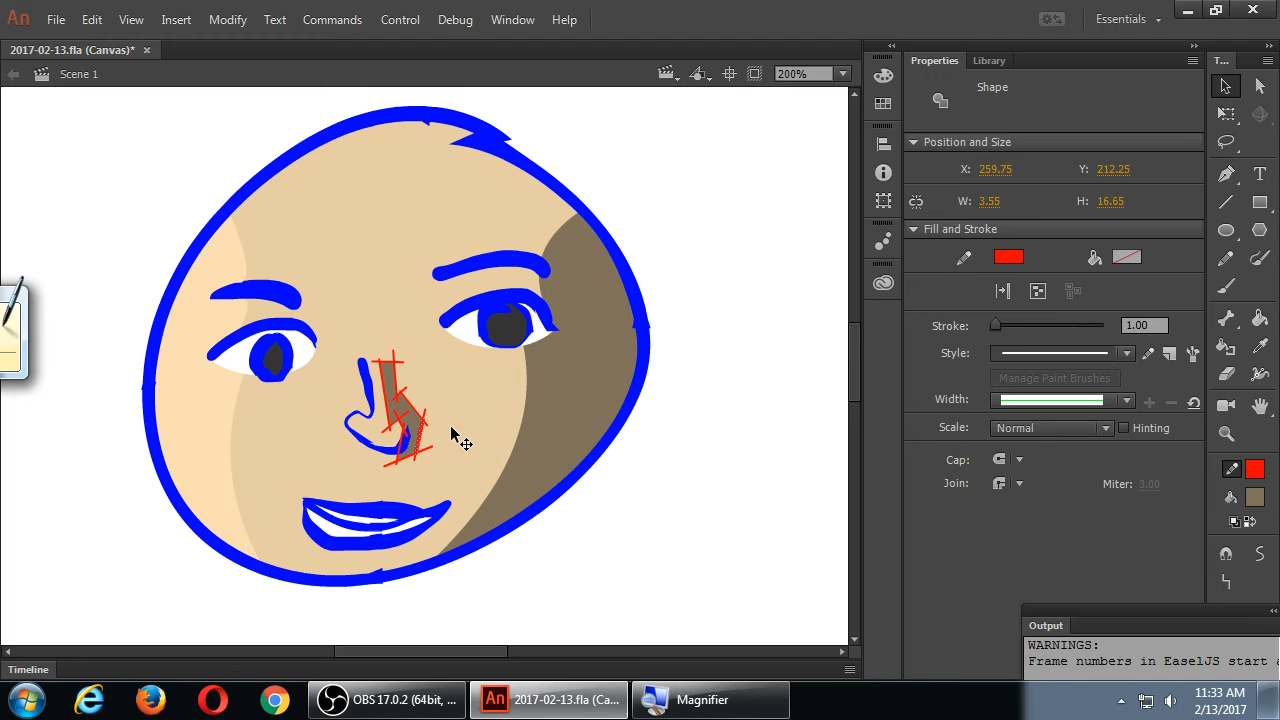 An File Edit View Insert Modify Text Commands Control Debug Window Help Essentials
2017-02-13.fla (Canvas)* ×
Scene 1 200%
Properties Library T...
Shape
Position and Size
X: 259.75 Y: 212.25
W: 3.55 H: 16.65
Fill and Stroke
Stroke: 1.00
Style:
Manage Paint Brushes
Width:
Scale: Normal Hinting
Cap:
Join: Miter: 3.00
Output
WARNINGS:
Frame numbers in EaselJS start
Timeline
OBS 17.0.2 (64bit, ... An 2017-02-13.fla (Ca... Magnifier
11:33 AM
2/13/2017